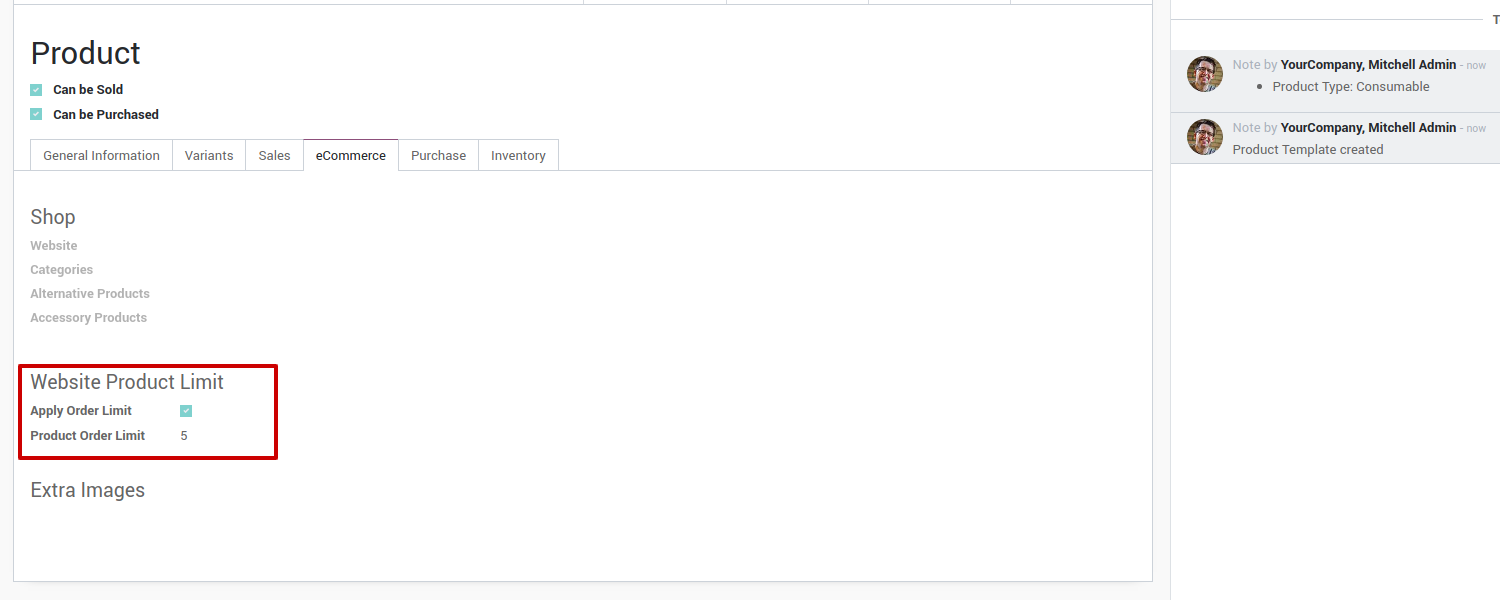 Product
Can be Sold
Can be Purchased
General Information Variants Sales eCommerce Purchase Inventory
Shop
Website
Categories
Alternative Products
Accessory Products
Website Product Limit
Apply Order Limit
Product Order Limit 5
Extra Images
Note by YourCompany, Mitchell Admin - now
• Product Type: Consumable
Note by YourCompany, Mitchell Admin - now
Product Template created